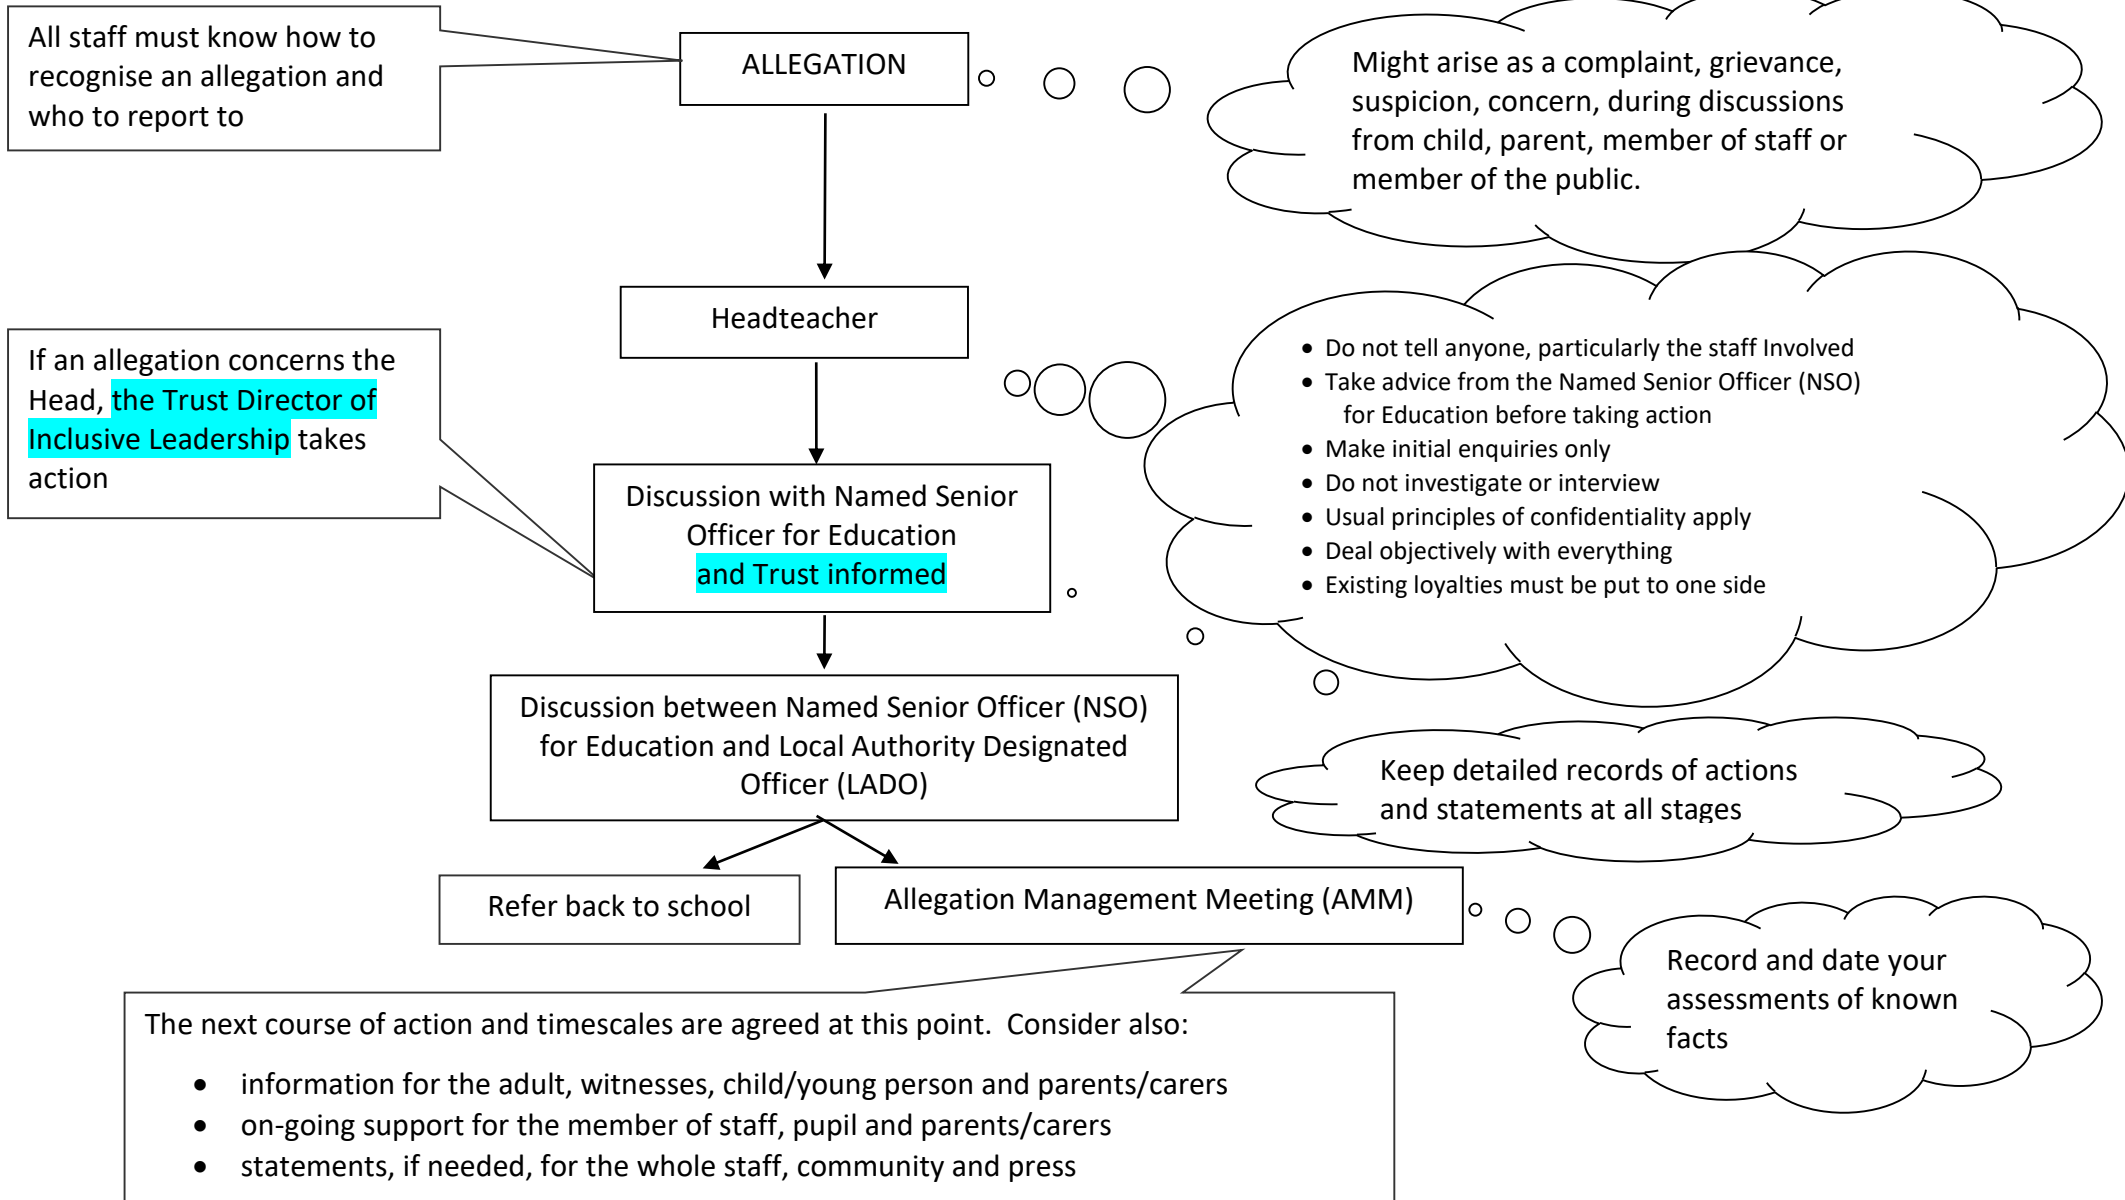 All staff must know how to
recognise an allegation and
who to report to
ALLEGATION
Might arise as a complaint, grievance,
suspicion, concern, during discussions
from child, parent, member of staff or
member of the public.
Headteacher
If an allegation concerns the
Head, the Trust Director of
Inclusive Leadership takes
action
• Do not tell anyone, particularly the staff Involved
• Take advice from the Named Senior Officer (NSO)
for Education before taking action
• Make initial enquiries only
• Do not investigate or interview
• Usual principles of confidentiality apply
• Deal objectively with everything
• Existing loyalties must be put to one side
Discussion with Named Senior
Officer for Education
and Trust informed
Discussion between Named Senior Officer (NSO)
for Education and Local Authority Designated
Officer (LADO)
Keep detailed records of actions
and statements at all stages
Refer back to school
Allegation Management Meeting (AMM)
Record and date your
assessments of known
facts
The next course of action and timescales are agreed at this point.  Consider also:
• information for the adult, witnesses, child/young person and parents/carers
• on-going support for the member of staff, pupil and parents/carers
• statements, if needed, for the whole staff, community and press